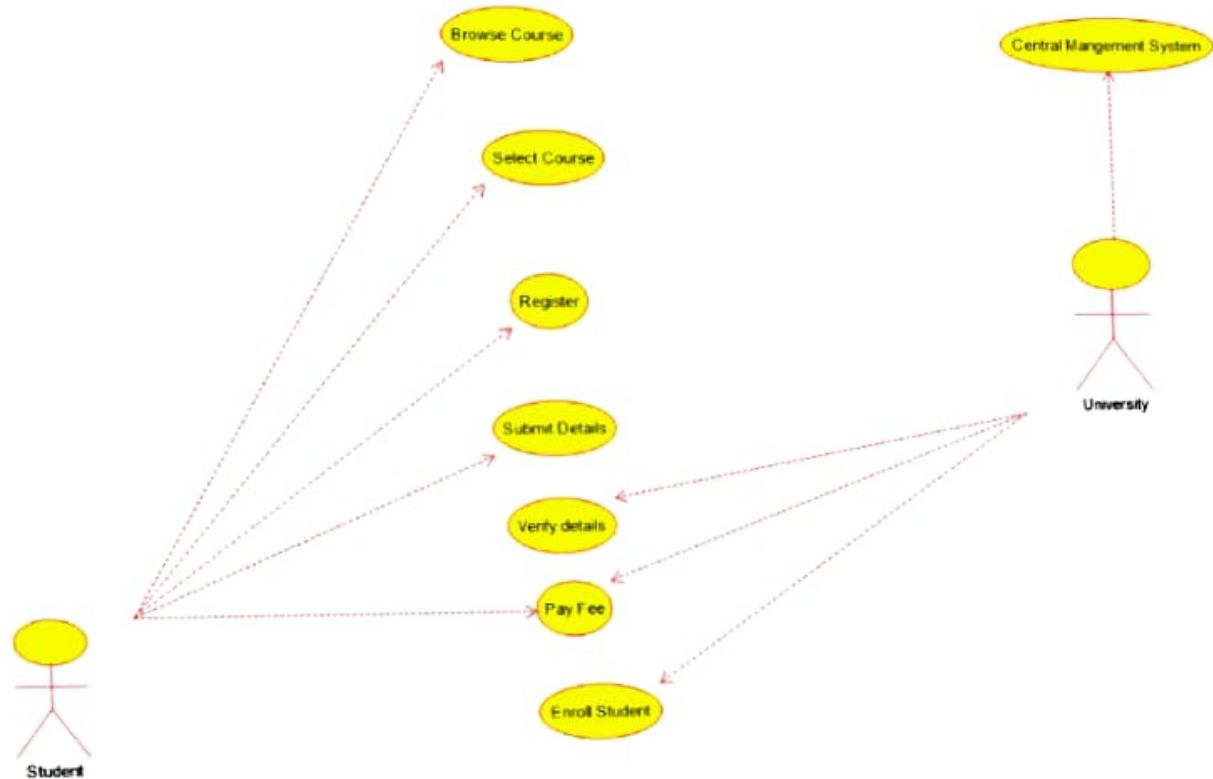 Browse Course
Central Mangement System
Select Course
Register
University
Submit Details
Verify details
Pay Fee
Enroll Student
Student